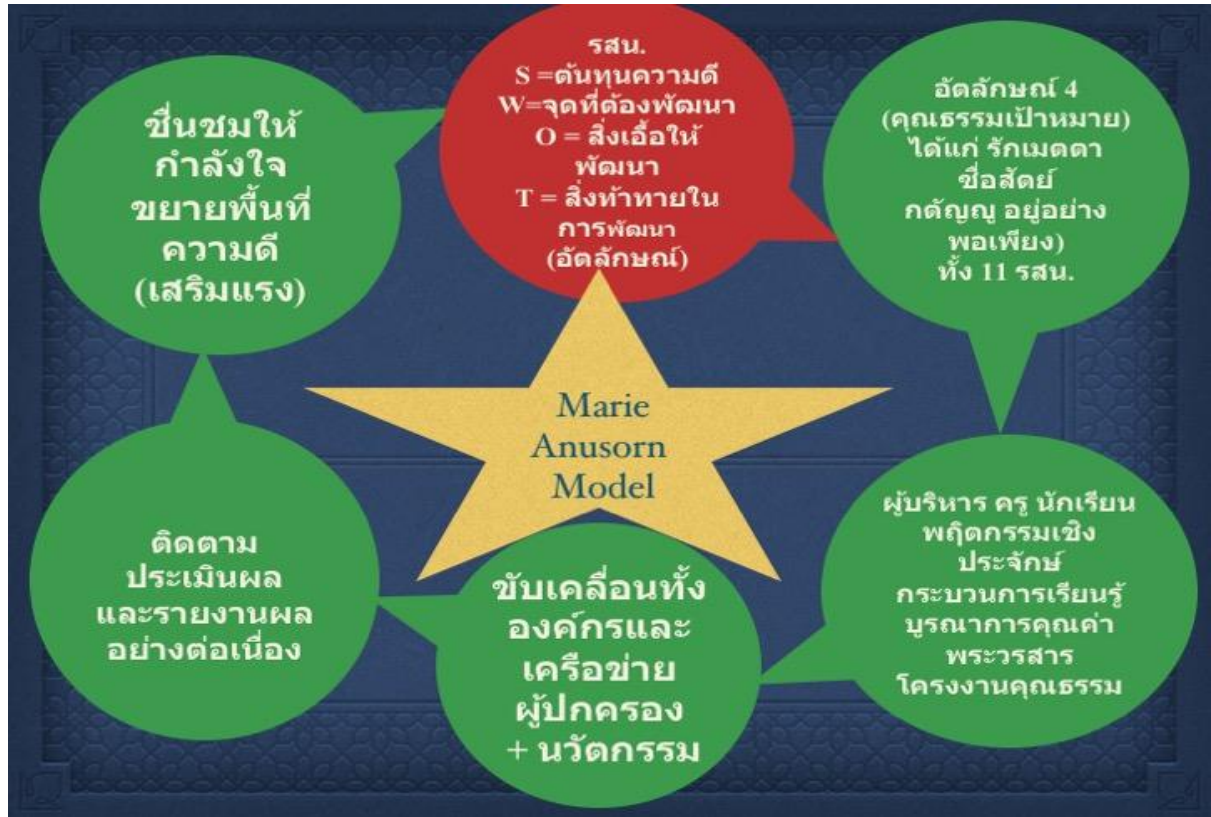 รสน.
S =ต้นทุนความดี
W=จุดที่ต้องพัฒนา
O = สิ่งเอื้อให้
พัฒนา
T = สิ่งท้าทายใน
การพัฒนา
(อัตลักษณ์)
อัตลักษณ์ 4
(คุณธรรมเป้าหมาย)
ได้แก่ รักเมตตา
ซื่อสัตย์
กตัญญู อยู่อย่าง
พอเพียง)
ทั้ง 11 รสน.
ผู้บริหาร ครู นักเรียน
พฤติกรรมเชิง
ประจักษ์
กระบวนการเรียนรู้
บูรณาการคุณค่า
พระวรสาร
โครงงานคุณธรรม
ขับเคลื่อนทั้ง
องค์กรและ
เครือข่าย
ผู้ปกครอง
+ นวัตกรรม
ติดตาม
ประเมินผล
และรายงานผล
อย่างต่อเนื่อง
ชื่นชมให้
กำลังใจ
ขยายพื้นที่
ความดี
(เสริมแรง)
Marie
Anusorn
Model